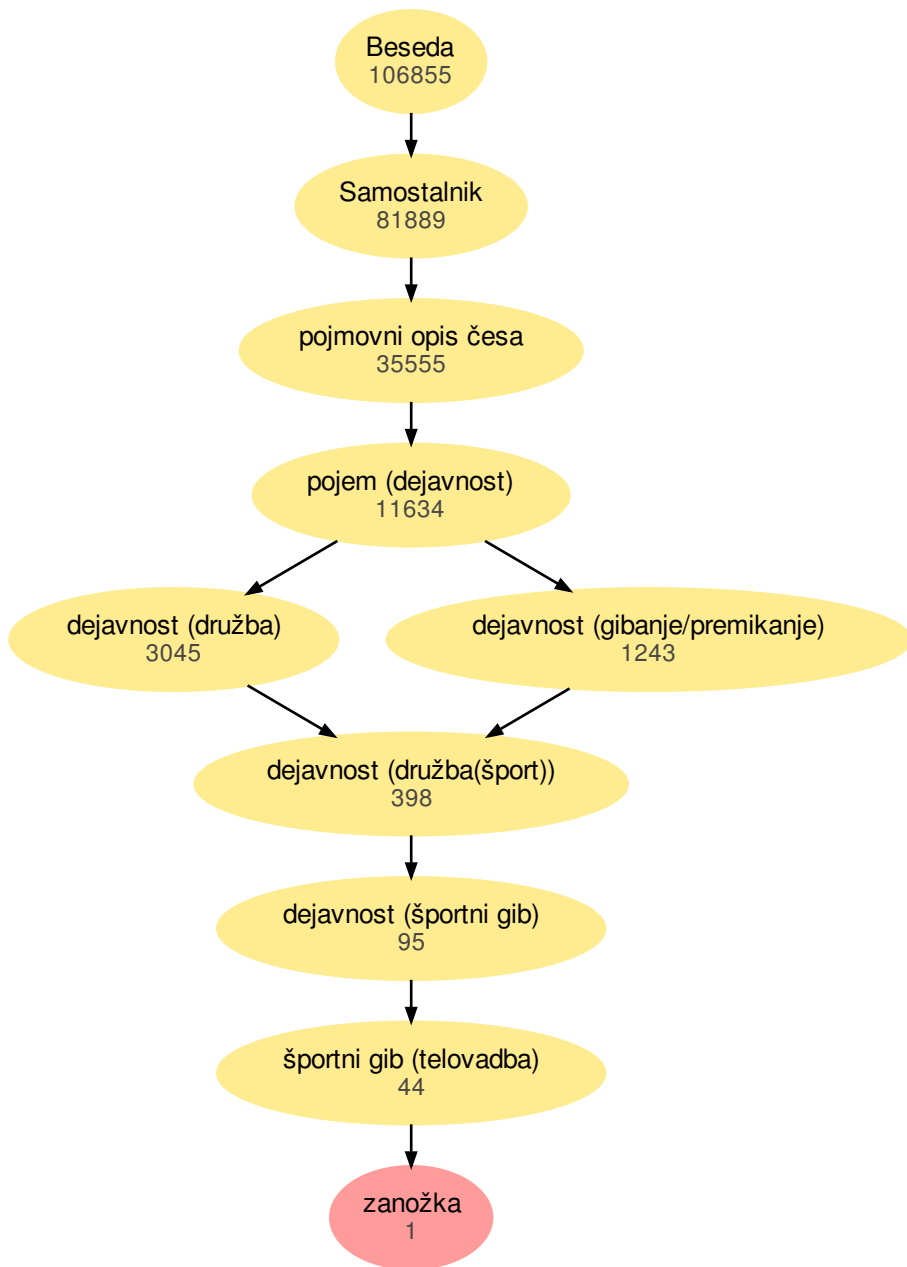 Beseda
106855
Samostalnik
81889
pojmovni opis česa
35555
pojem (dejavnost)
11634
dejavnost (družba)
3045
dejavnost (gibanje/premikanje)
1243
dejavnost (družba(šport))
398
dejavnost (športni gib)
95
športni gib (telovadba)
44
zanožka
1